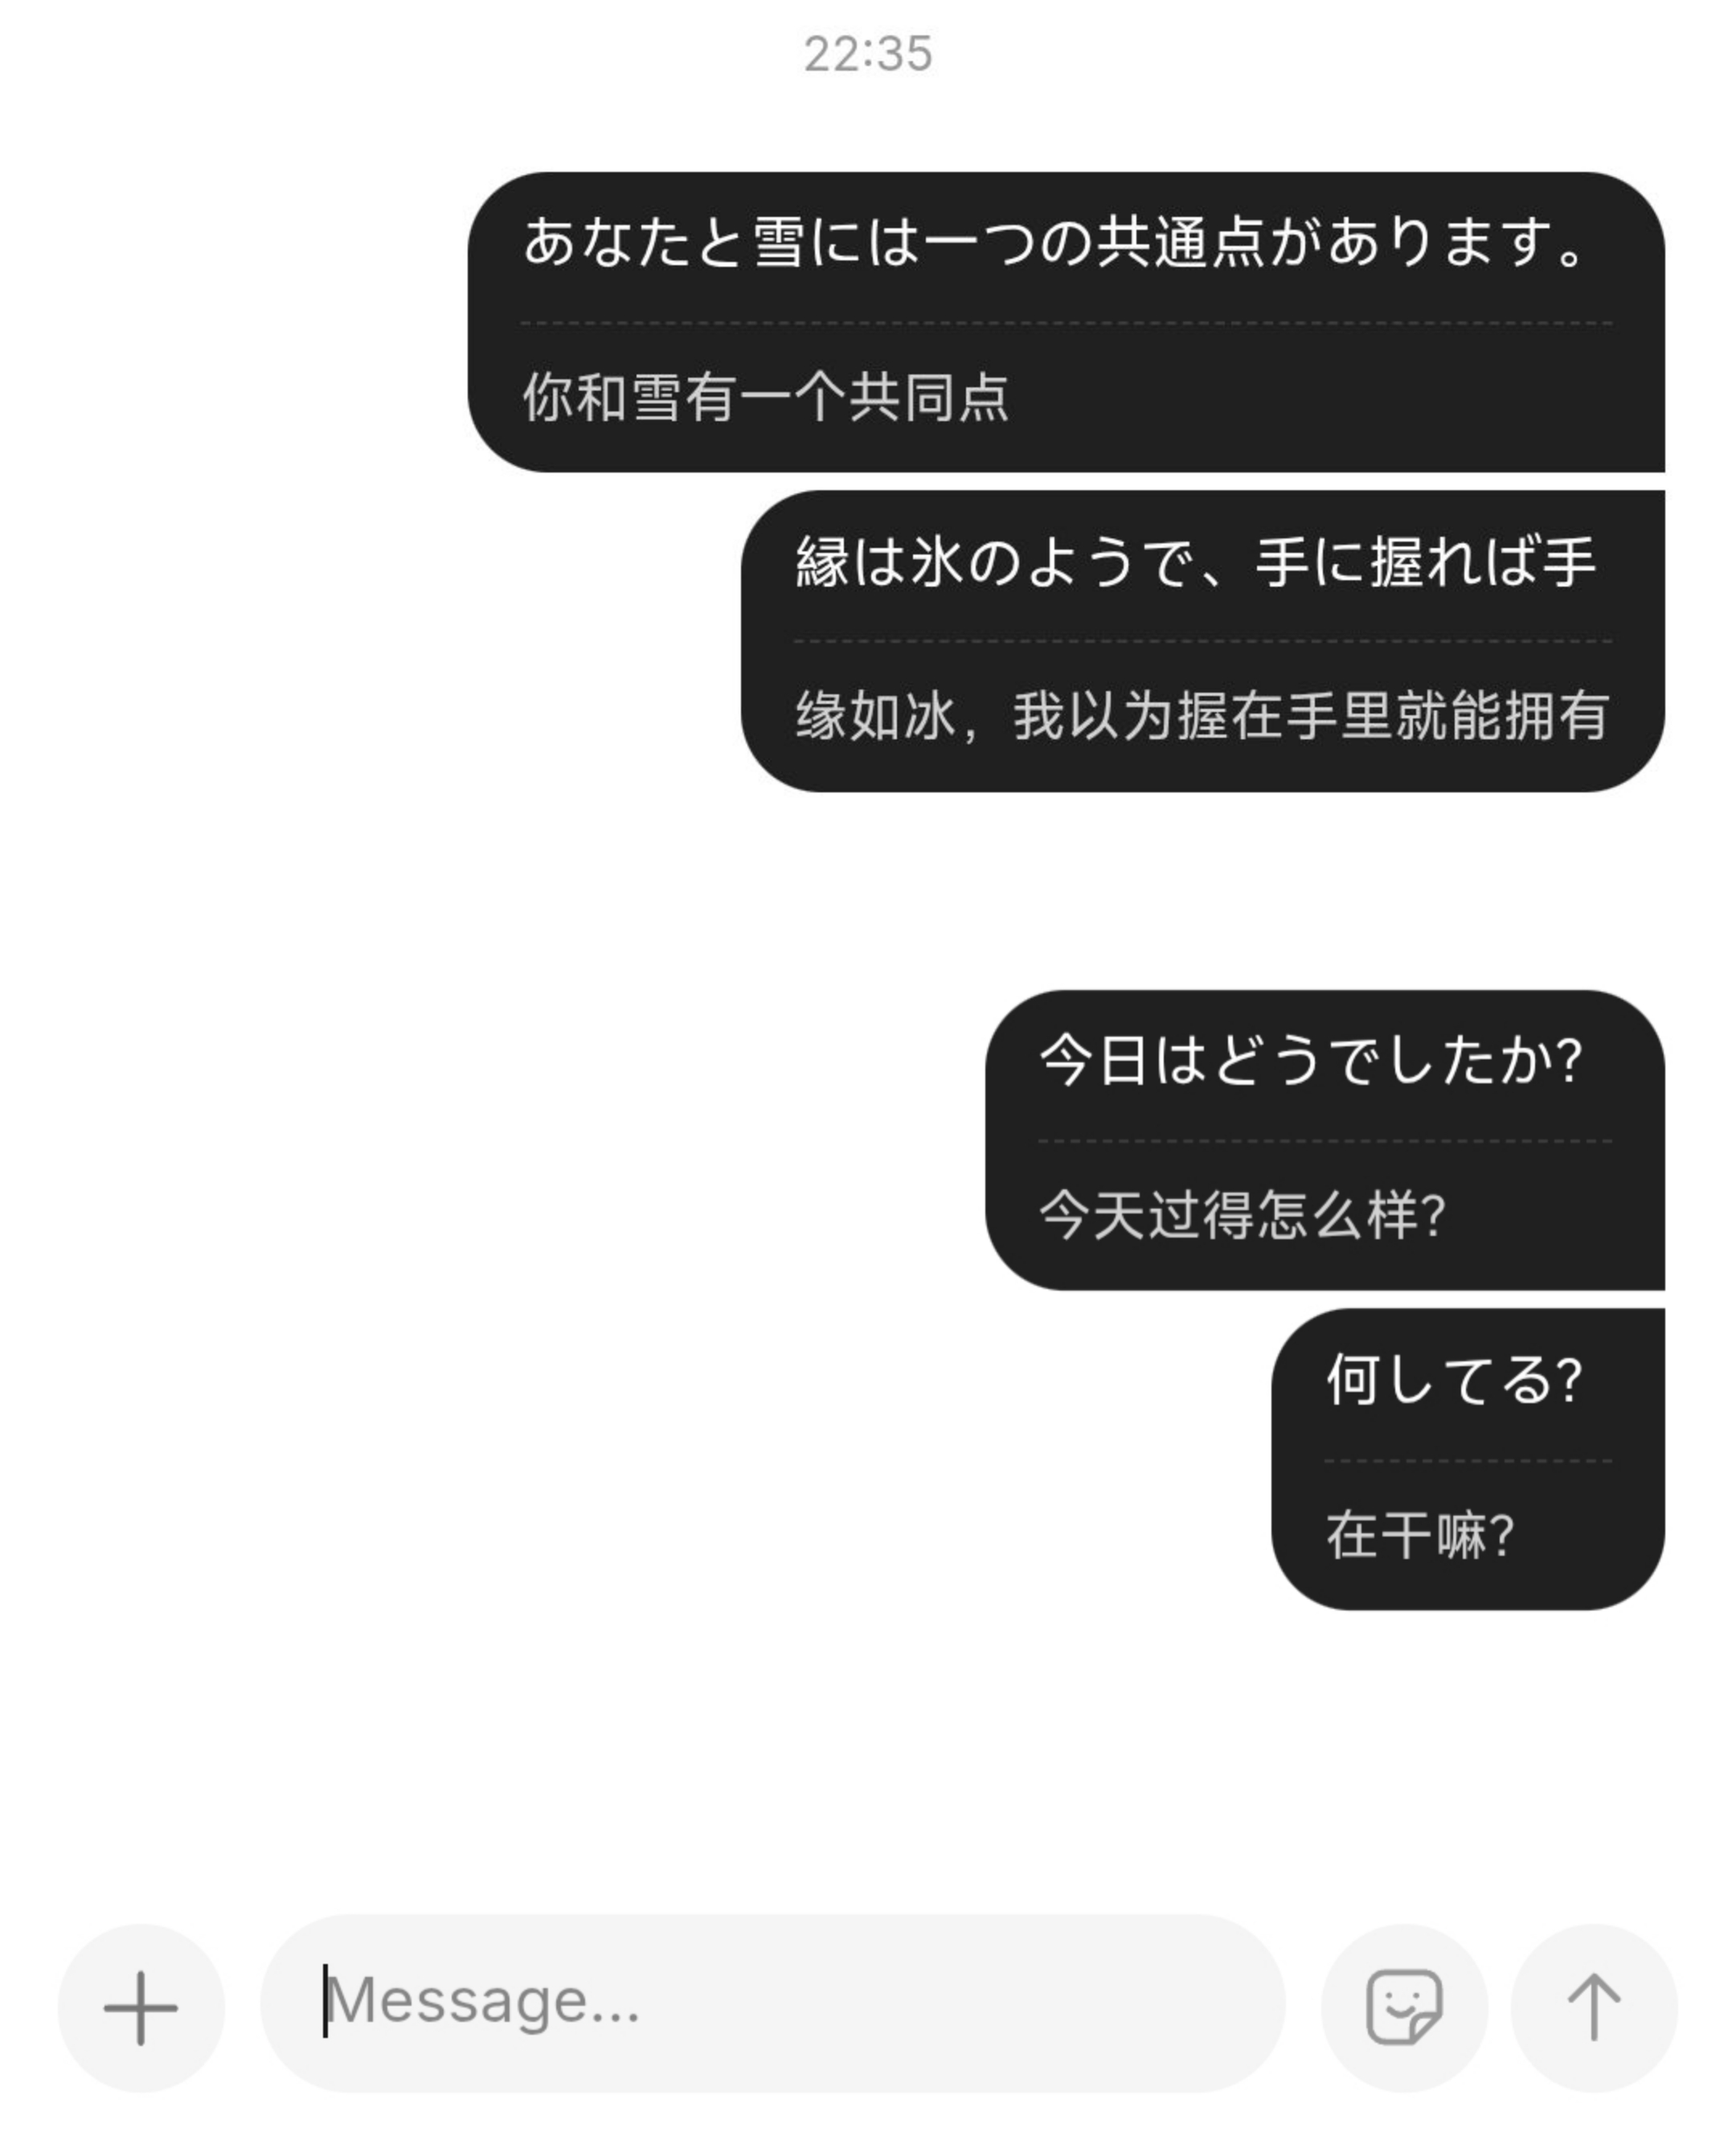 22:35
あなたと雪には一つの共通点があります。
你和雪有一个共同点
縁は氷のようで、手に握れば手
缘如冰，我以为握在手里就能拥有
今日はどうでしたか？
今天过得怎么样？
何してる？
在干嘛？
Message...